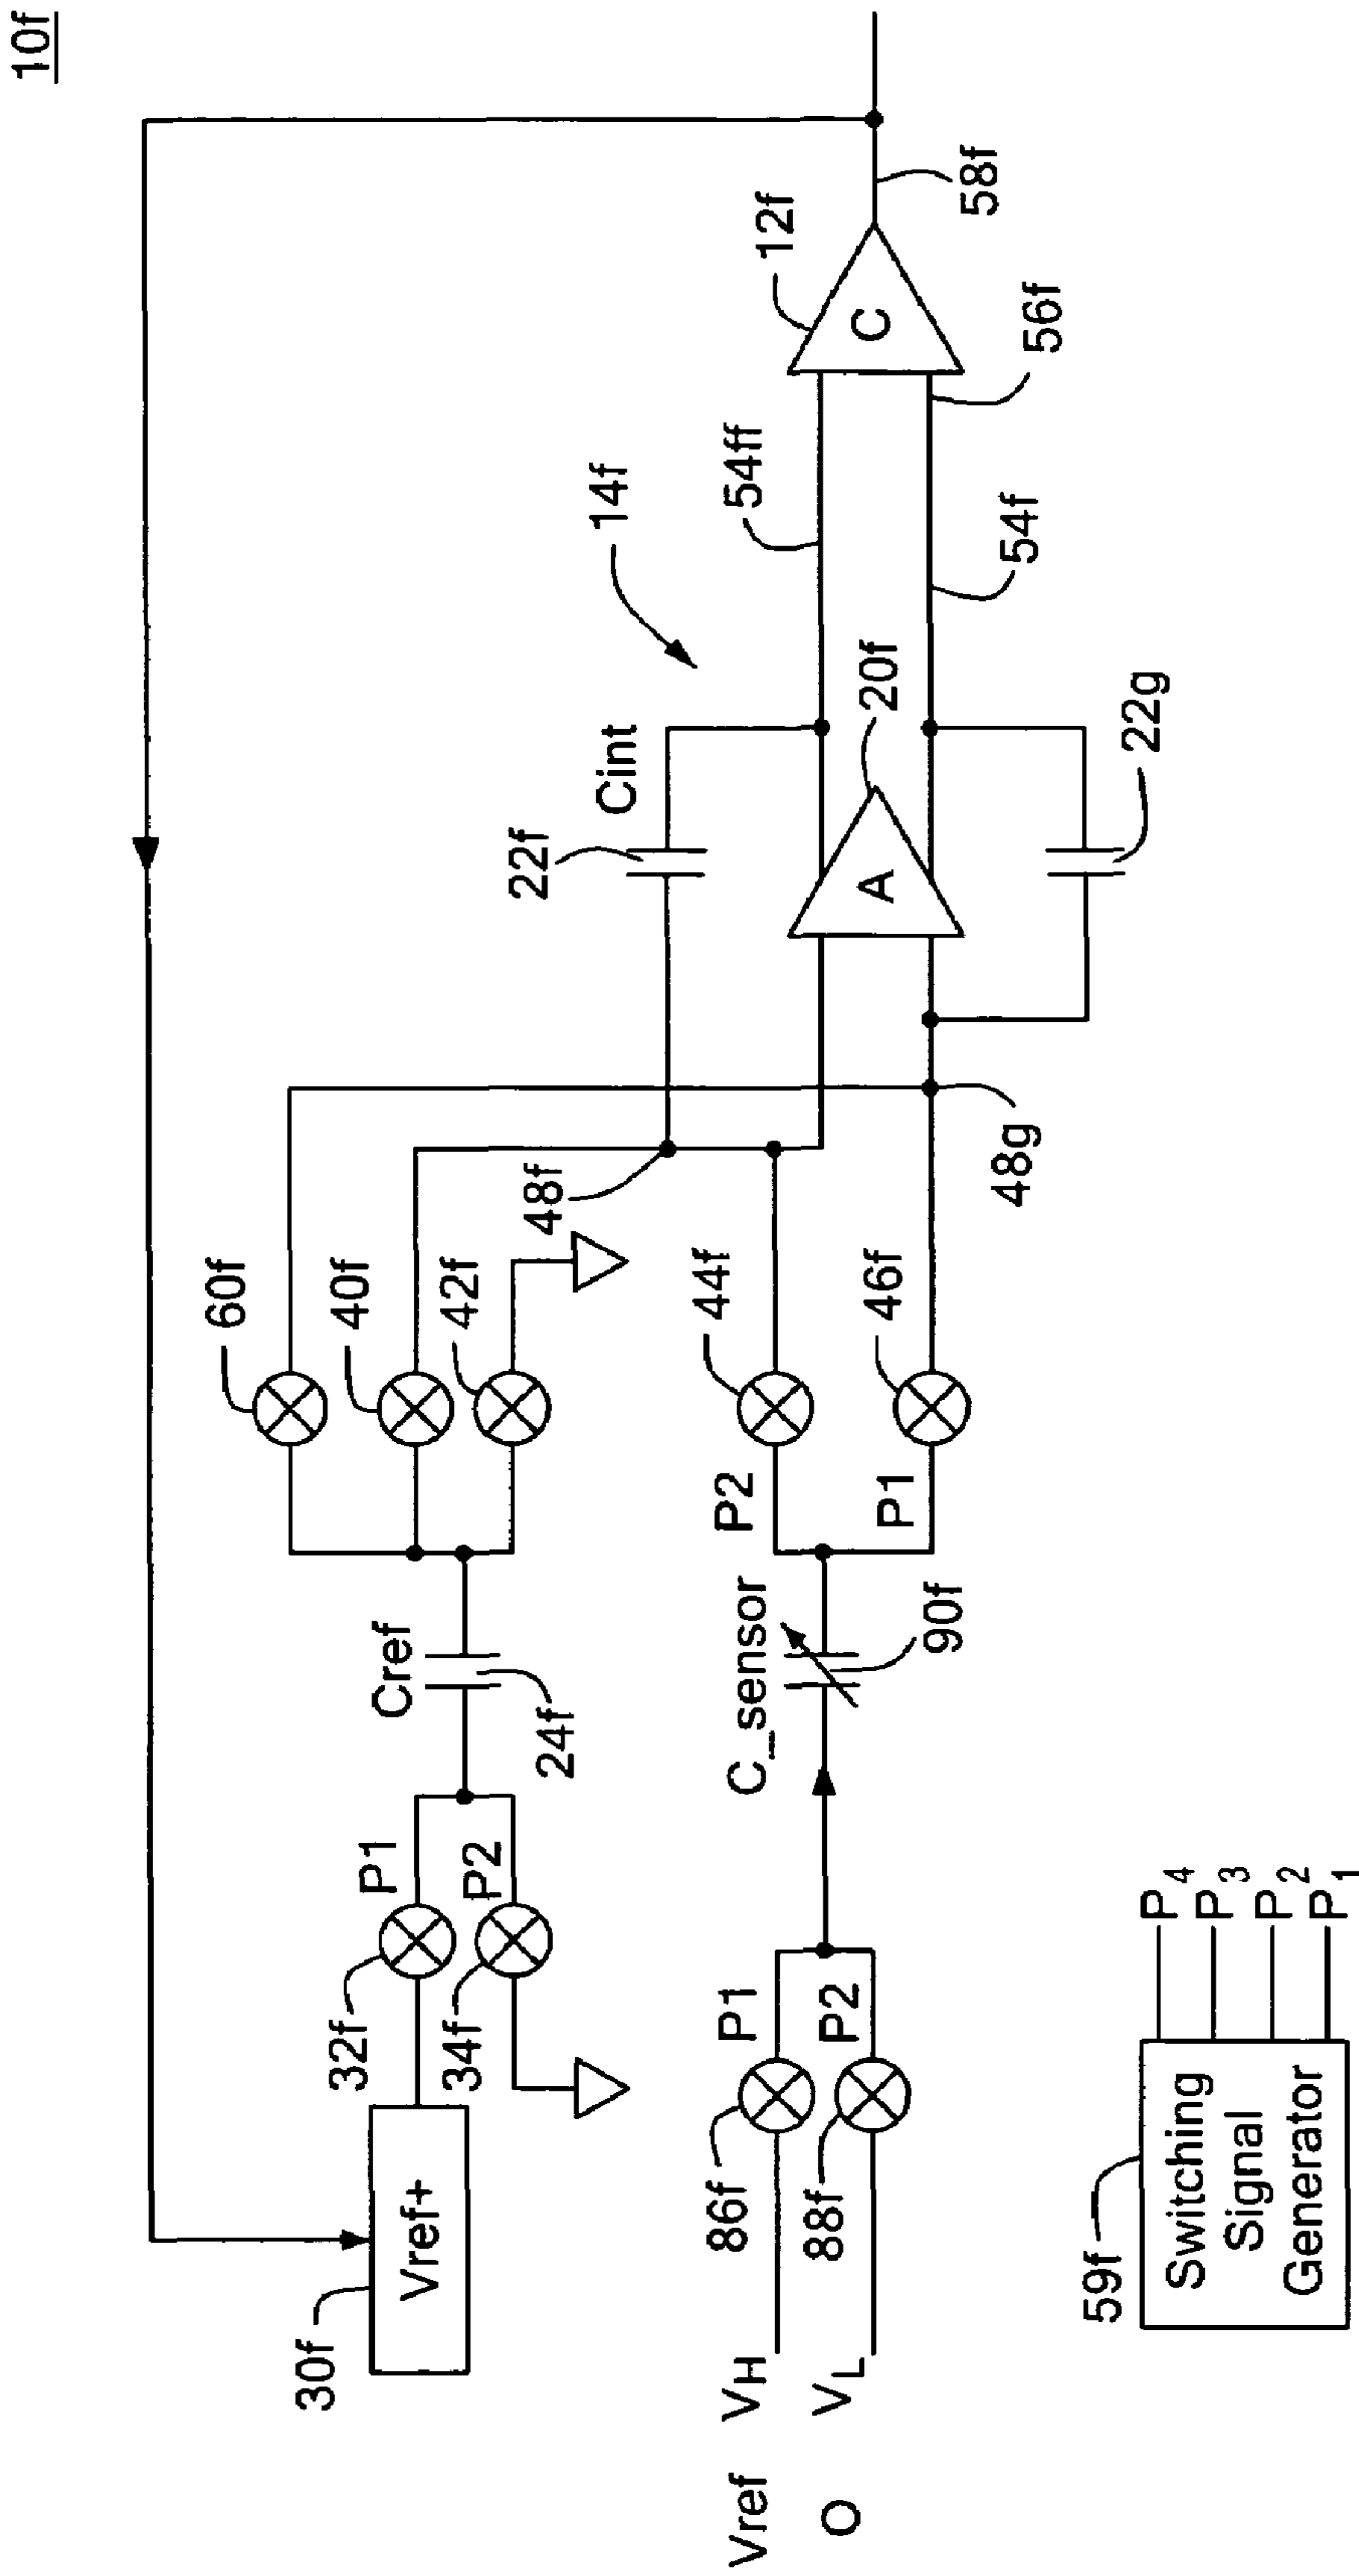 10f
58f
12f
C
56f
54ff
14f
54f
20f
A
Cint
22f
22g
48f
48g
60f
40f
42f
44f
46f
P2
P1
Cref
24f
C_sensor
90f
P1
P2
32f
34f
P1
P2
86f
88f
Vref+
30f
Vref VH
O VL
59f
Switching
Signal
Generator
P4
P3
P2
P1